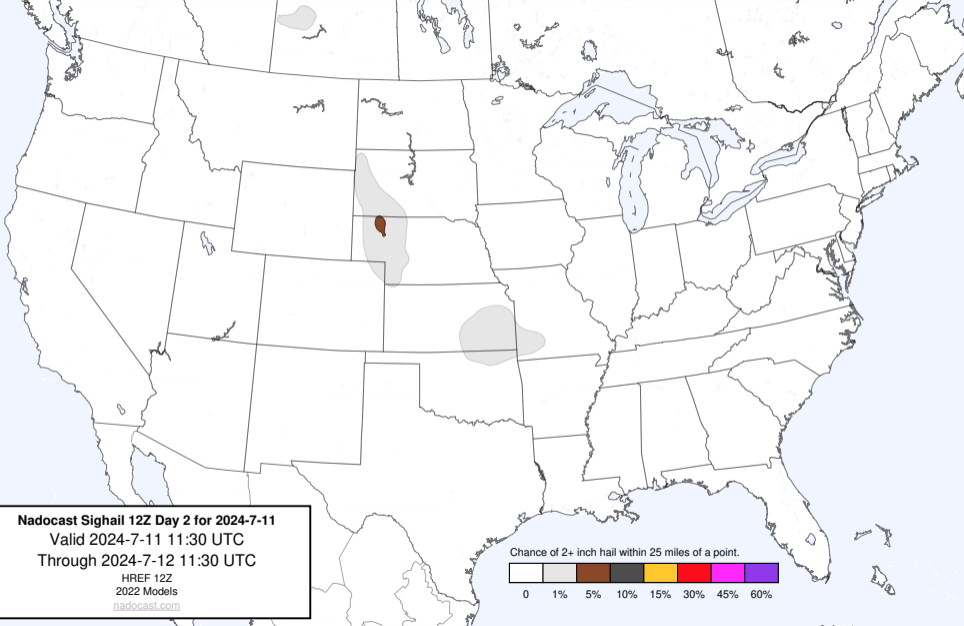 Nadocast Sighail 12Z Day 2 for 2024-7-11
Valid 2024-7-11 11:30 UTC
Through 2024-7-12 11:30 UTC
HREF 12Z
2022 Models
nadocast.com
Chance of 2+ inch hail within 25 miles of a point.
0 1% 5% 10% 15% 30% 45% 60%